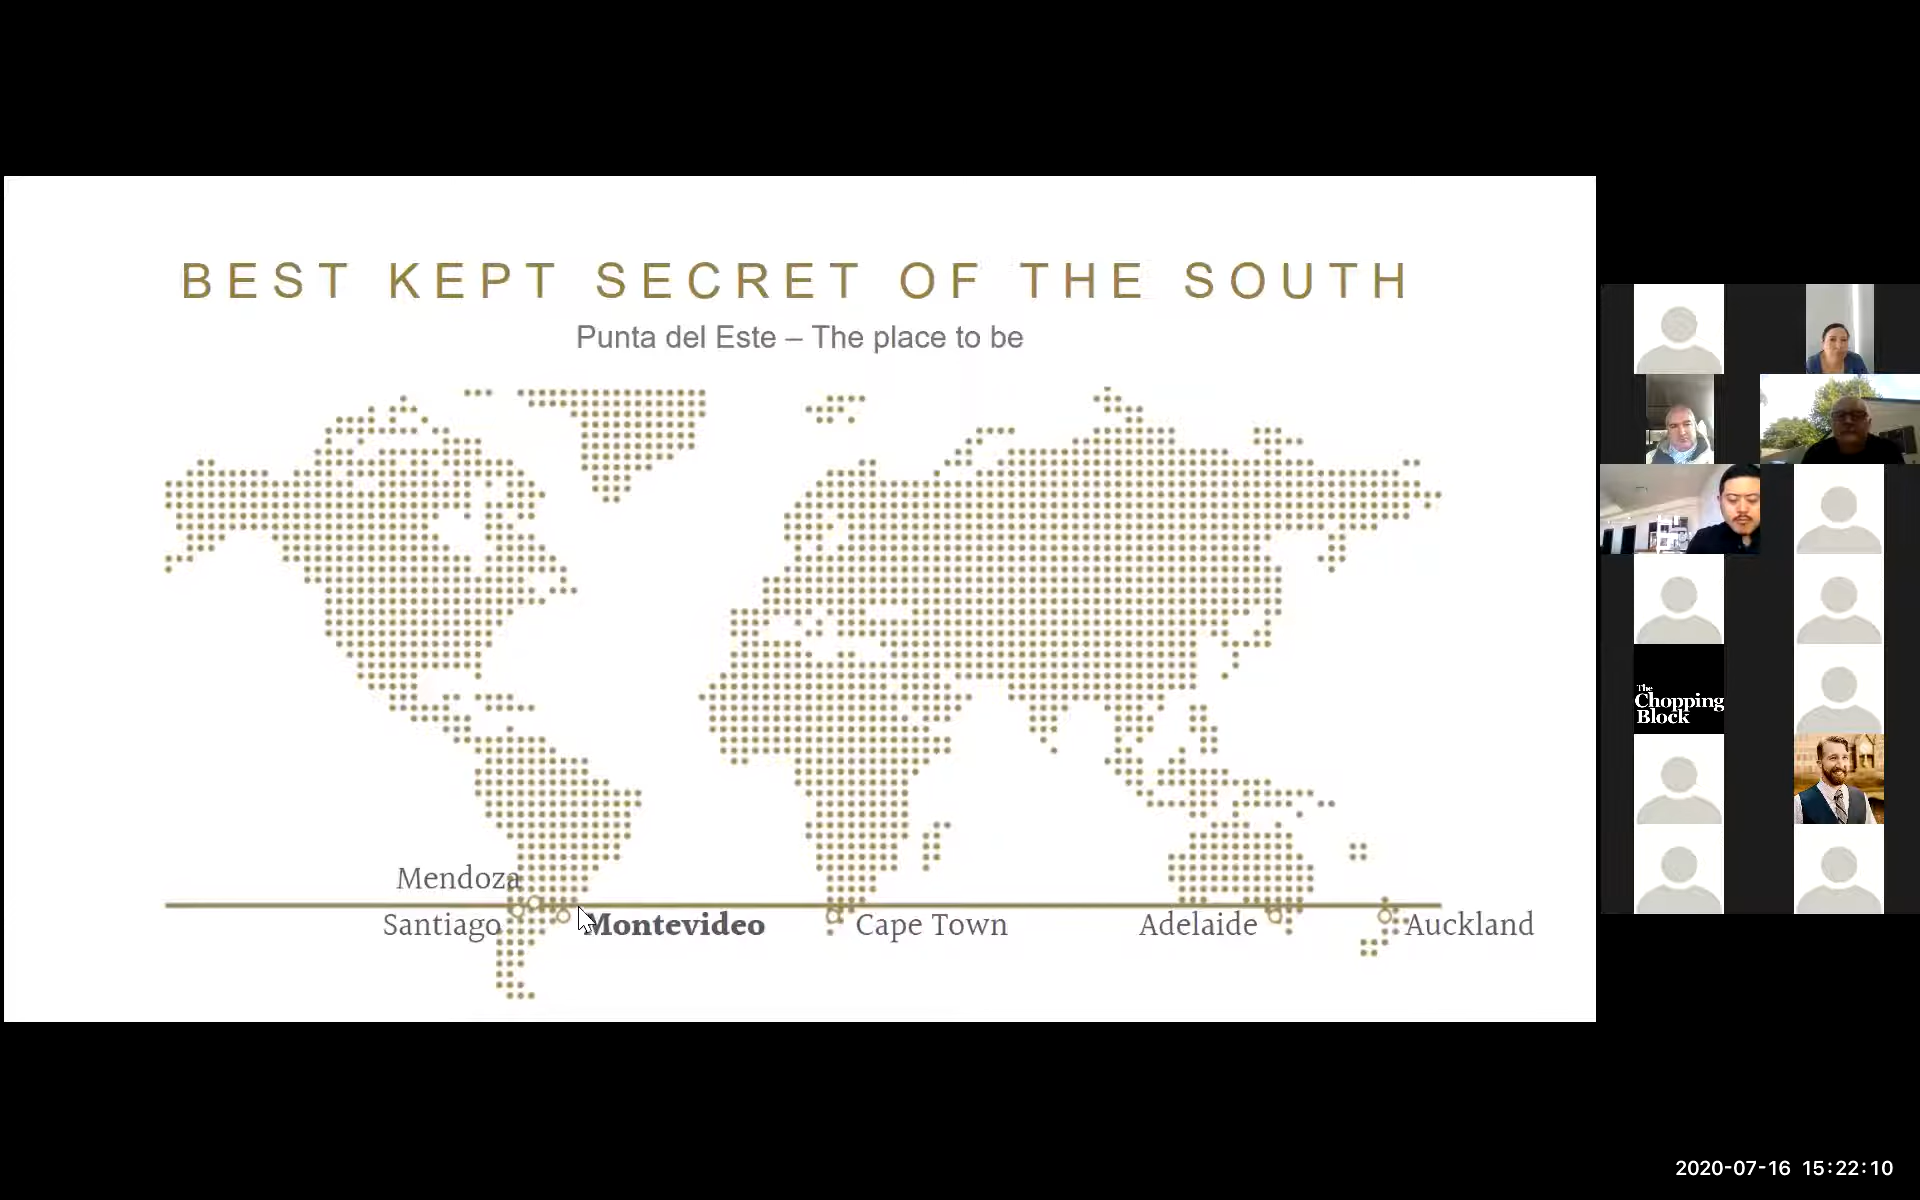 BEST KEPT SECRET OF THE SOUTH
Punta del Este – The place to be
The
Chopping
Block
Mendoza
Santiago
Montevideo
Cape Town
Adelaide
Auckland
2020-07-16 15:22:10